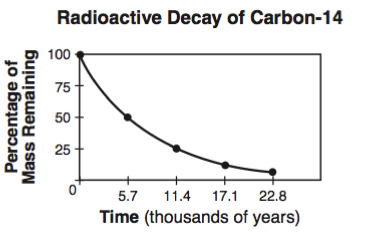 Radioactive Decay of Carbon-14
Percentage of
Mass Remaining
100
75
50
25
0
5.7 11.4 17.1 22.8
Time (thousands of years)